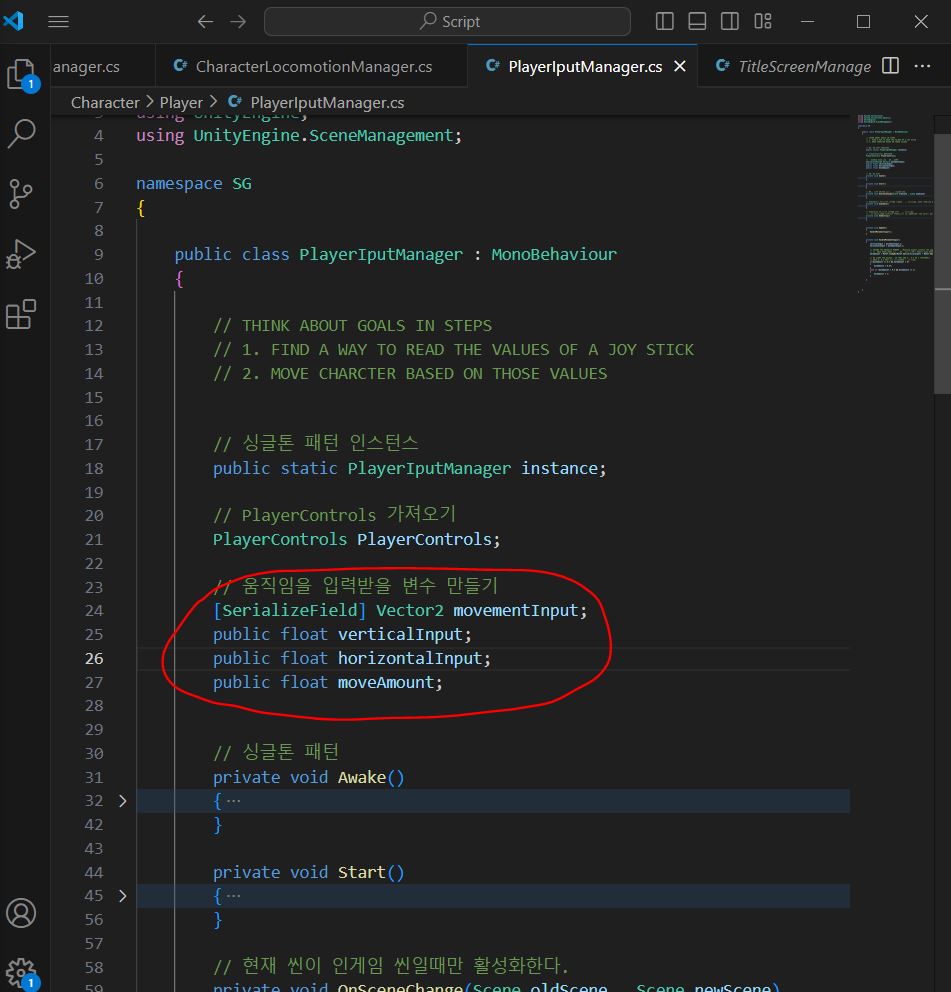 Script
anager.cs
C# CharacterLocomotionManager.cs
C# PlayerIputManager.cs
C# TitleScreenManage
1
Character > Player > C# PlayerIputManager.cs
using UnityEngine;
4 using UnityEngine.SceneManagement;
5
6 namespace SG
7 {
8
9 public class PlayerIputManager : MonoBehaviour
10 {
11
12 // THINK ABOUT GOALS IN STEPS
13 // 1. FIND A WAY TO READ THE VALUES OF A JOY STICK
14 // 2. MOVE CHARCTER BASED ON THOSE VALUES
15
16
17 // 싱글톤 패턴 인스턴스
18 public static PlayerIputManager instance;
19
20 // PlayerControls 가져오기
21 PlayerControls PlayerControls;
22
23 // 움직임을 입력받을 변수 만들기
24 [SerializeField] Vector2 movementInput;
25 public float verticalInput;
26 public float horizontalInput;
27 public float moveAmount;
28
29
30 // 싱글톤 패턴
31 private void Awake()
32 { ...
42 }
43
44 private void Start()
45 { ...
56 }
57
58 // 현재 씬이 인게임 씬일때만 활성화한다.
59 private void OnSceneChange(Scene oldScene , Scene newScene)
1